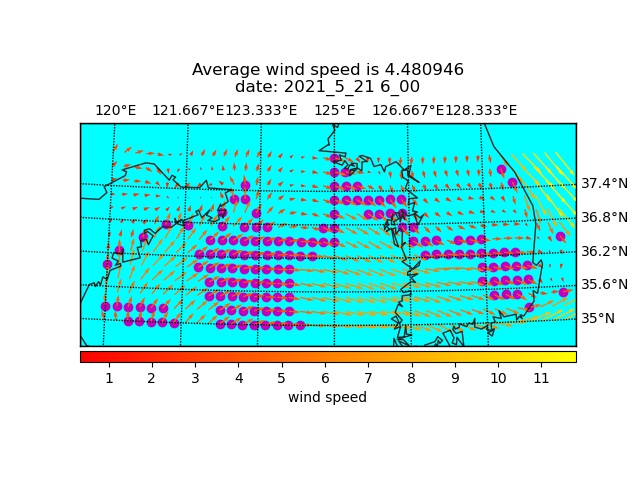 Average wind speed is 4.480946
date: 2021_5_21 6_00
120°E 121.667°E 123.333°E 125°E 126.667°E 128.333°E
37.4°N
36.8°N
36.2°N
35.6°N
35°N
1 2 3 4 5 6 7 8 9 10 11
wind speed